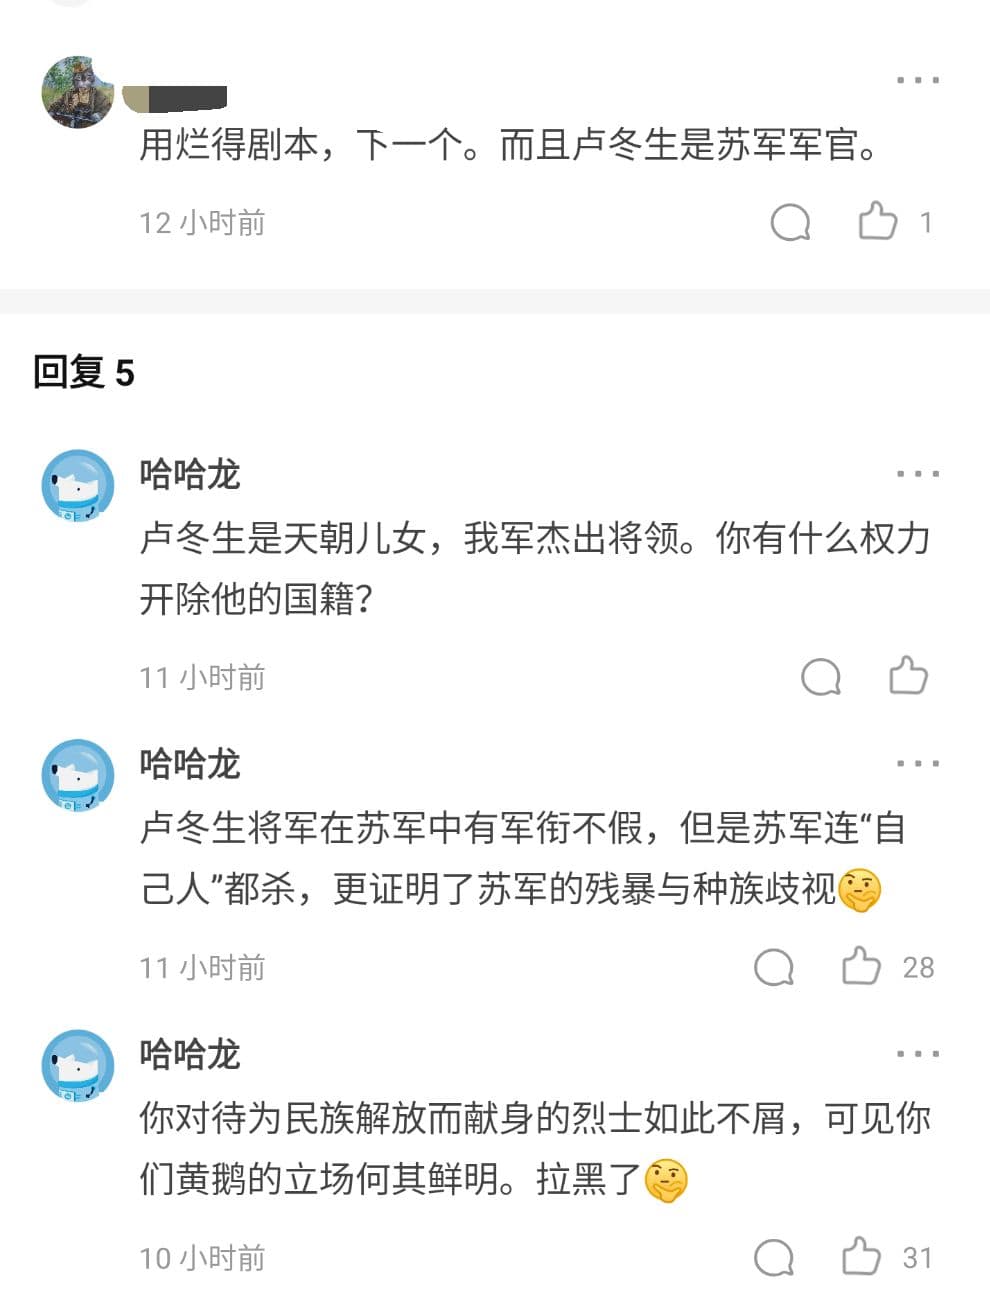 用烂得剧本，下一个。而且卢冬生是苏军军官。
12 小时前
1
回复 5
哈哈龙
卢冬生是天朝儿女，我军杰出将领。你有什么权力
开除他的国籍？
11 小时前
哈哈龙
卢冬生将军在苏军中有军衔不假，但是苏军连“自
己人”都杀，更证明了苏军的残暴与种族歧视🤔
11 小时前
28
哈哈龙
你对待为民族解放而献身的烈士如此不屑，可见你
们黄鹅的立场何其鲜明。拉黑了🤔
10 小时前
31